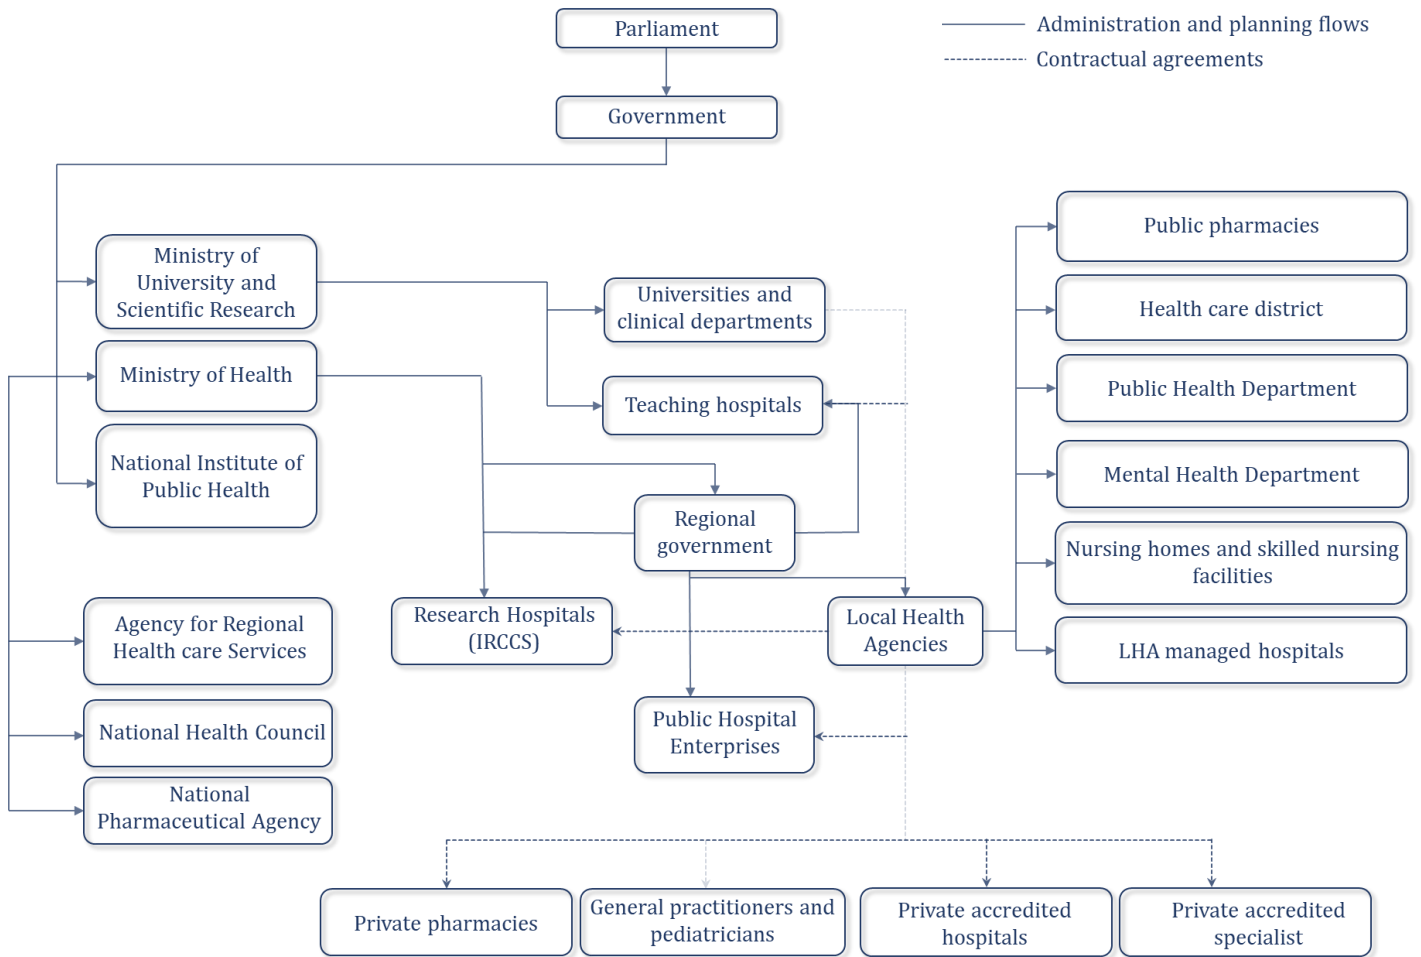 Parliament
Administration and planning flows
Contractual agreements
Government
Ministry of
University and
Scientific Research
Ministry of Health
National Institute of
Public Health
Agency for Regional
Health care Services
National Health Council
National
Pharmaceutical Agency
Universities and
clinical departments
Teaching hospitals
Regional
government
Research Hospitals
(IRCCS)
Local Health
Agencies
Public Hospital
Enterprises
Public pharmacies
Health care district
Public Health Department
Mental Health Department
Nursing homes and skilled nursing
facilities
LHA managed hospitals
Private pharmacies
General practitioners and
pediatricians
Private accredited
hospitals
Private accredited
specialist